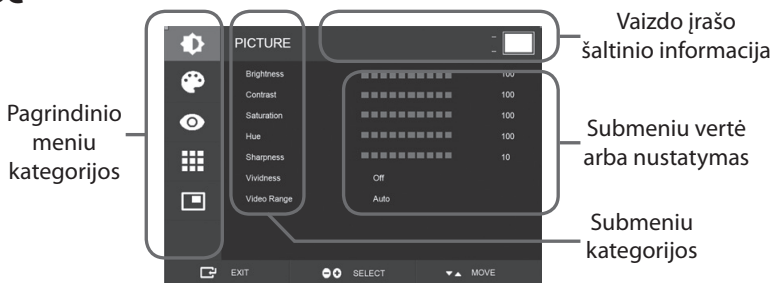 PICTURE
Vaizdo įrašo
šaltinio informacija
Brightness 100
Contrast 100
Saturation 100
Hue 100
Sharpness 10
Vividness Off
Video Range Auto
Pagrindinio
meniu
kategorijos
Submeniu vertė
arba nustatymas
Submeniu
kategorijos
EXIT SELECT MOVE